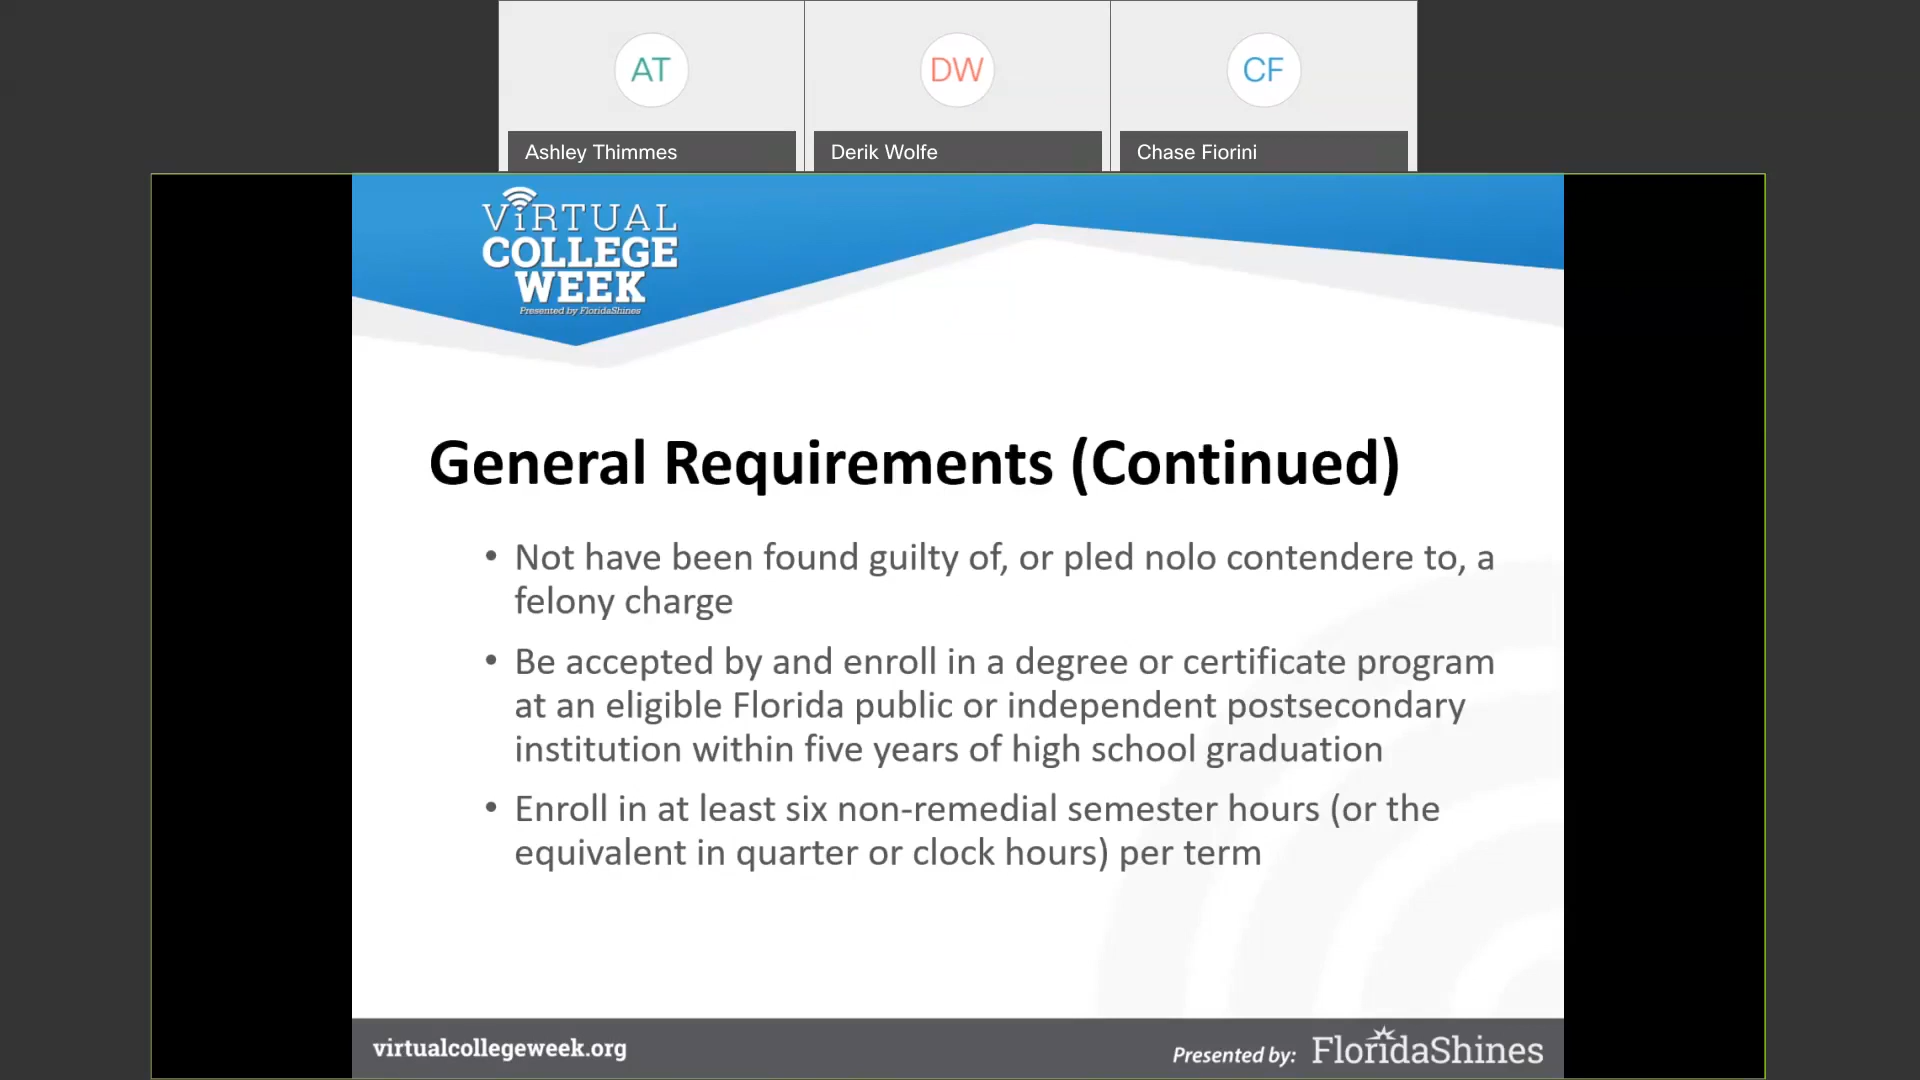 AT
DW
CF
Ashley Thimmes
Derik Wolfe
Chase Fiorini
ViRTUAL
COLLEGE
WEEK
Presented by FloridaShines
General Requirements (Continued)
• Not have been found guilty of, or pled nolo contendere to, a
felony charge
• Be accepted by and enroll in a degree or certificate program
at an eligible Florida public or independent postsecondary
institution within five years of high school graduation
• Enroll in at least six non-remedial semester hours (or the
equivalent in quarter or clock hours) per term
virtualcollegeweek.org
Presented by: FloridaShines